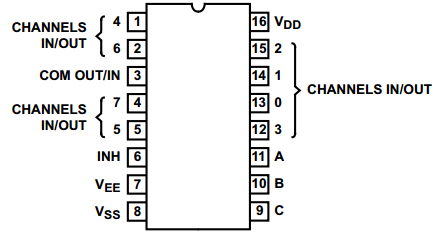 CHANNELS IN/OUT
4 1
6 2
COM OUT/IN 3
CHANNELS IN/OUT
7 4
5 5
INH 6
VEE 7
VSS 8
16 VDD
15 2
14 1
13 0
12 3
CHANNELS IN/OUT
11 A
10 B
9 C